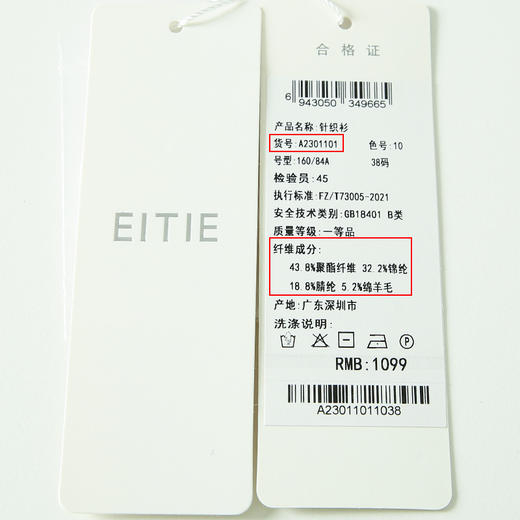 EITIE
合格证
6 943050 349665
产品名称:针织衫
货号:A2301101 色号:10
号型:160/84A 38码
检验员:45
执行标准:FZ/T73005-2021
安全技术类别:GB18401 B类
质量等级:一等品
纤维成分:
43.8%聚酯纤维 32.2%锦纶
18.8%腈纶 5.2%绵羊毛
产地:广东深圳市
洗涤说明:
P
RMB:1099
A23011011038